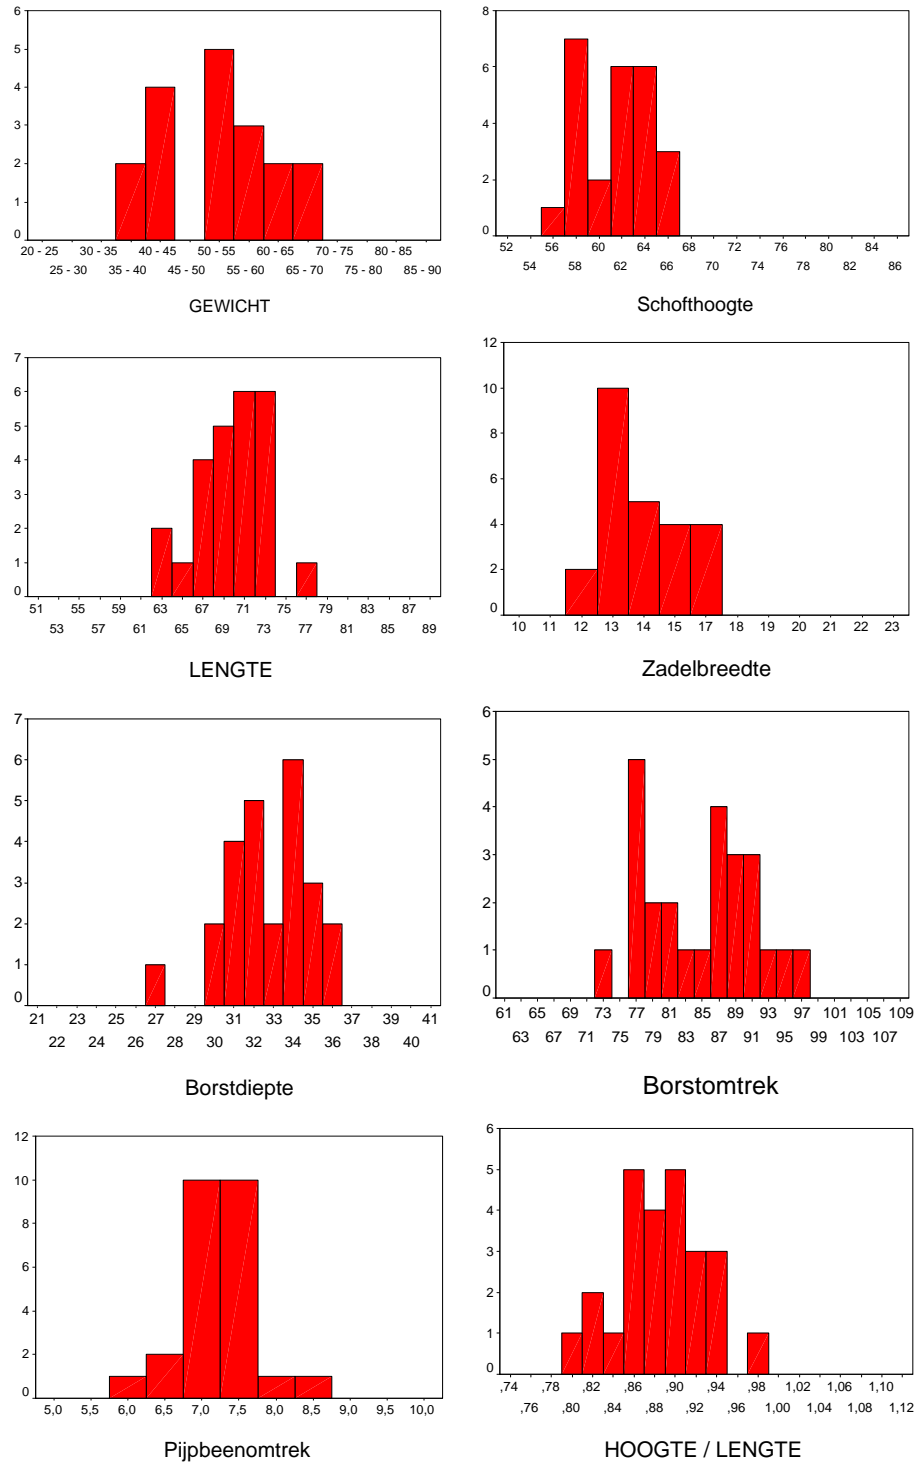 6
5
4
3
2
1
0
20 - 25 30 - 35 40 - 45 50 - 55 60 - 65 70 - 75 80 - 85
25 - 30 35 - 40 45 - 50 55 - 60 65 - 70 75 - 80 85 - 90
GEWICHT
8
6
4
2
0
52 56 60 64 68 72 76 80 84
54 58 62 66 70 74 78 82 86
Schofthoogte
7
6
5
4
3
2
1
0
51 55 59 63 67 71 75 79 83 87
53 57 61 65 69 73 77 81 85 89
LENGTE
12
10
8
6
4
2
0
10 11 12 13 14 15 17 18 19 20 21 22 23
Zadelbreedte
7
6
5
4
3
2
1
0
21 23 25 27 29 31 33 35 37 39 41
22 24 26 28 30 32 34 36 38 40
Borstdiepte
6
5
4
3
2
1
0
61 65 69 73 77 81 85 89 93 97 101 105 109
63 67 71 75 79 83 87 91 95 99 103 107
Borstomtrek
12
10
8
6
4
2
0
5,0 5,5 6,0 6,5 7,0 7,5 8,0 8,5 9,0 9,5 10,0
Pijpbeenomtrek
6
5
4
3
2
1
0
,74 ,78 ,82 ,86 ,90 ,94 ,98 1,02 1,06 1,10
,76 ,80 ,84 ,88 ,92 ,96 1,00 1,04 1,08 1,12
HOOGTE / LENGTE